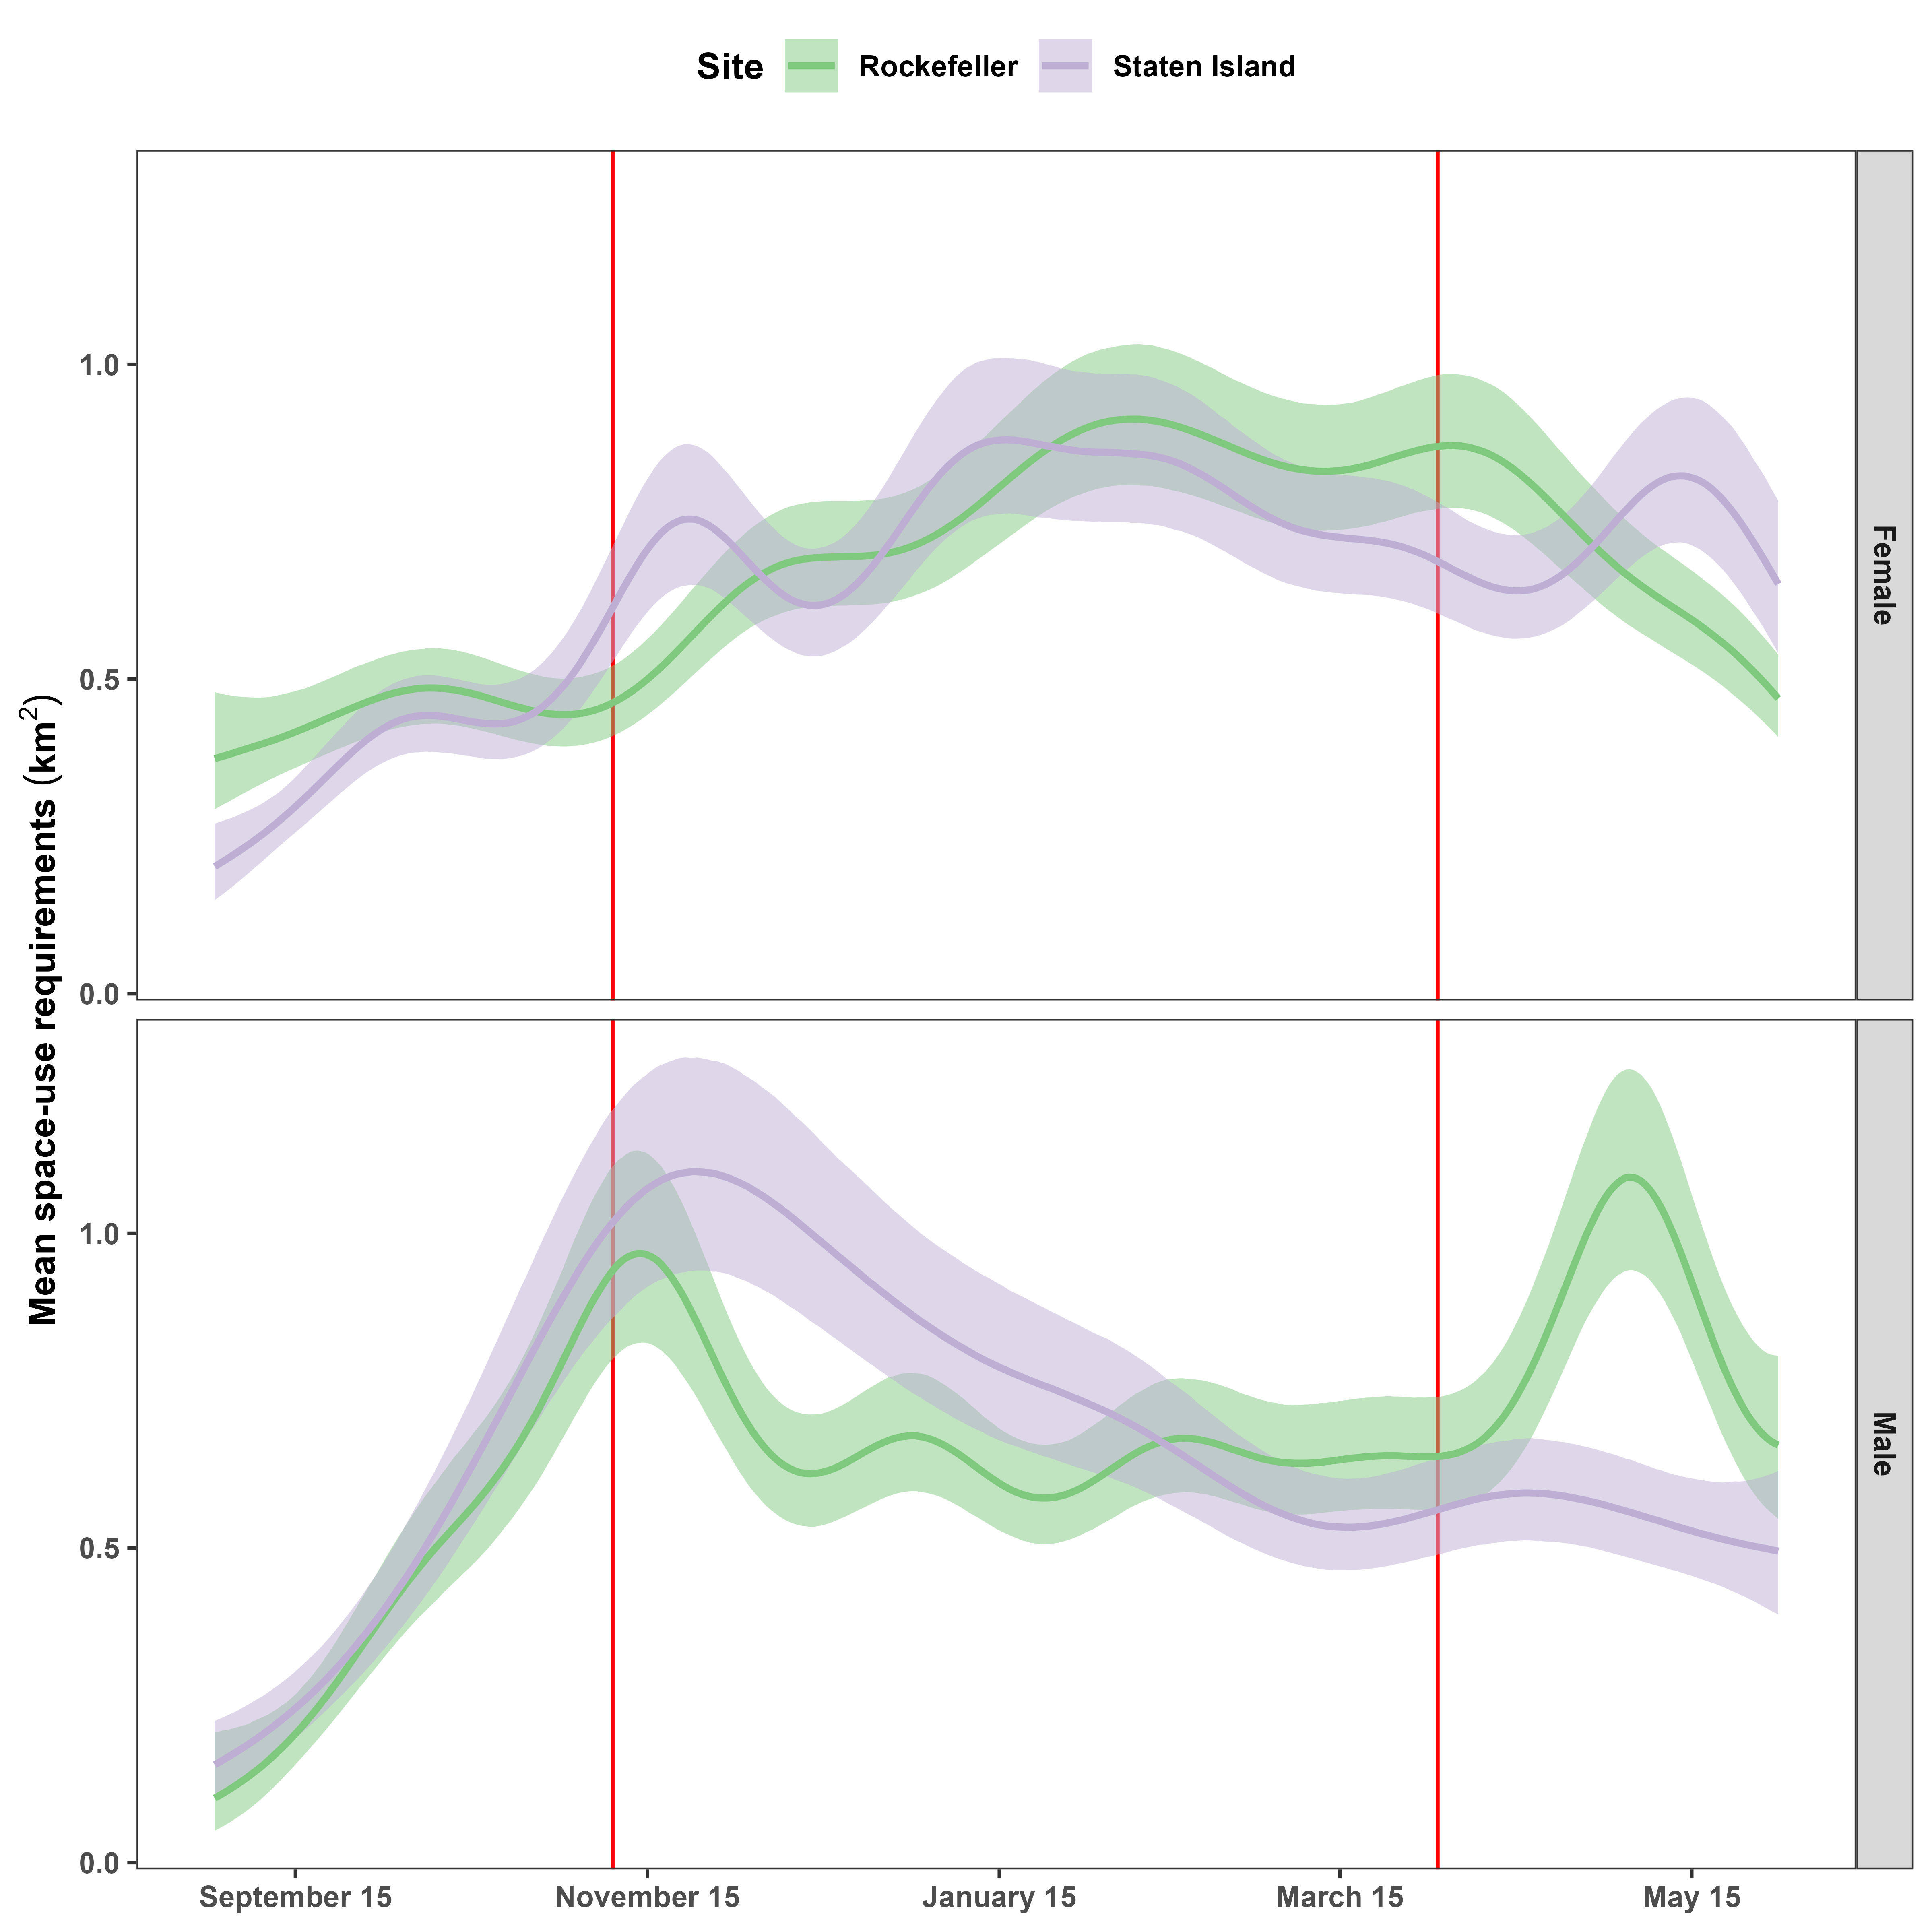 Site Rockefeller Staten Island
Mean space-use requirements (km²)
1.0
0.5
0.0
Female
1.0
0.5
0.0
Male
September 15 November 15 January 15 March 15 May 15